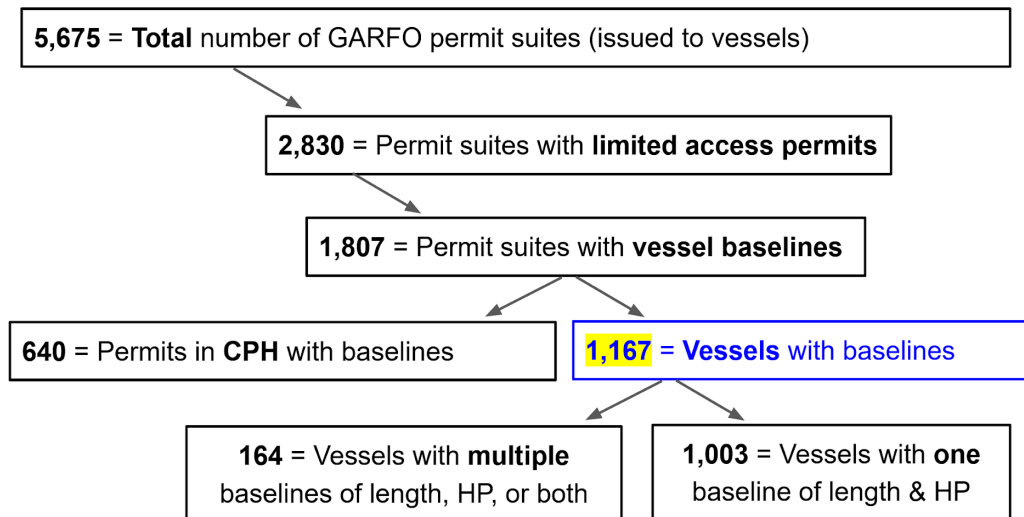 5,675 = Total number of GARFO permit suites (issued to vessels)
2,830 = Permit suites with limited access permits
1,807 = Permit suites with vessel baselines
640 = Permits in CPH with baselines
1,167 = Vessels with baselines
164 = Vessels with multiple
baselines of length, HP, or both
1,003 = Vessels with one
baseline of length & HP